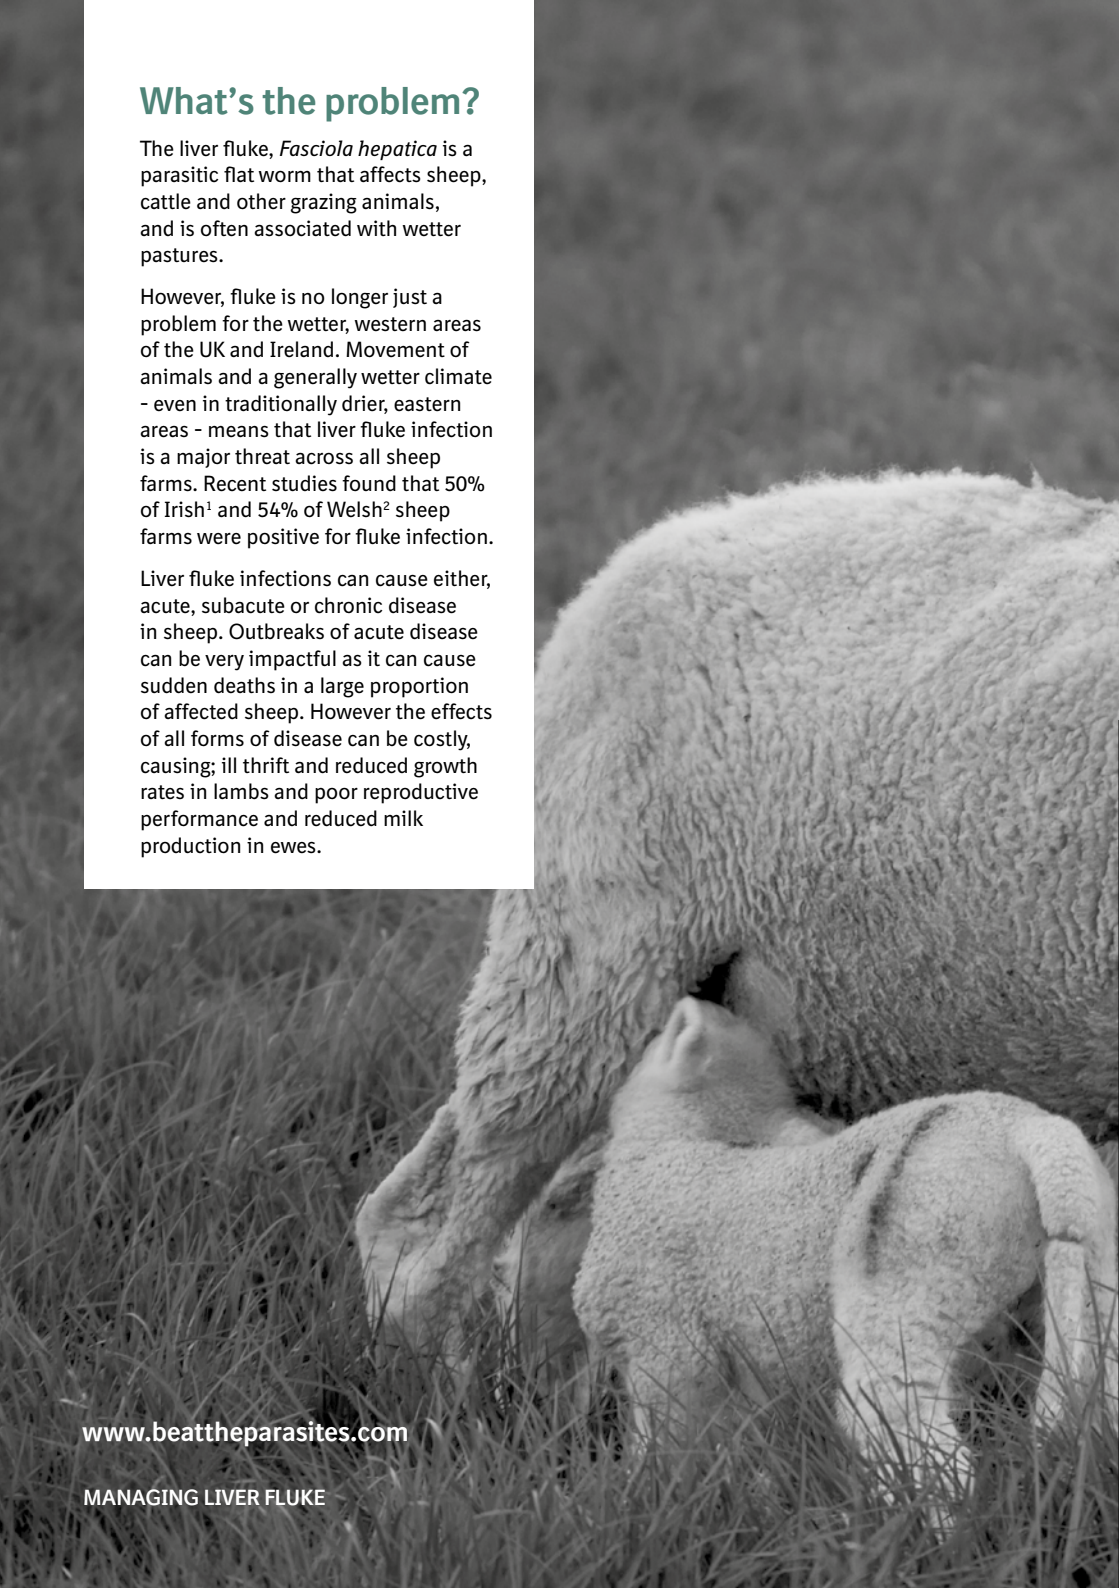 What’s the problem?
The liver fluke, Fasciola hepatica is a
parasitic flat worm that affects sheep,
cattle and other grazing animals,
and is often associated with wetter
pastures.
However, fluke is no longer just a
problem for the wetter, western areas
of the UK and Ireland. Movement of
animals and a generally wetter climate
- even in traditionally drier, eastern
areas - means that liver fluke infection
is a major threat across all sheep
farms. Recent studies found that 50%
of Irish¹ and 54% of Welsh² sheep
farms were positive for fluke infection.
Liver fluke infections can cause either,
acute, subacute or chronic disease
in sheep. Outbreaks of acute disease
can be very impactful as it can cause
sudden deaths in a large proportion
of affected sheep. However the effects
of all forms of disease can be costly,
causing; ill thrift and reduced growth
rates in lambs and poor reproductive
performance and reduced milk
production in ewes.
www.beattheparasites.com
MANAGING LIVER FLUKE